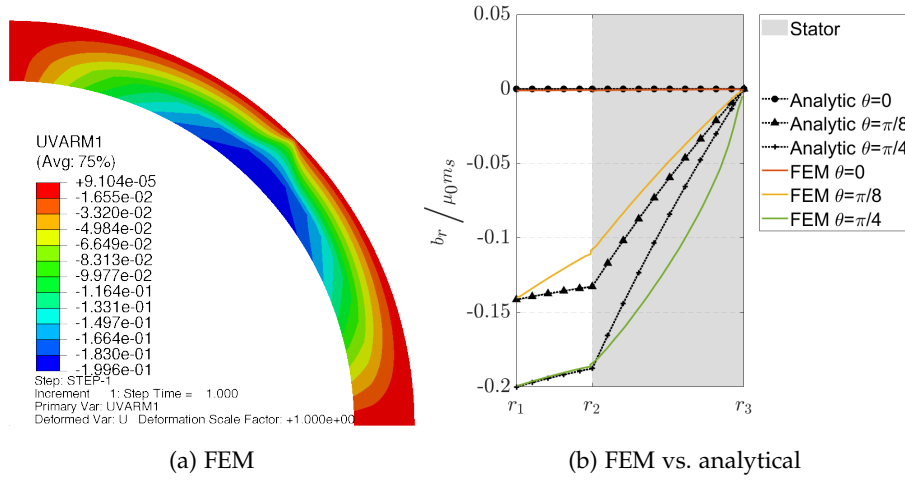 UVARM1
(Avg: 75%)
+9.104e-05
-1.655e-02
-3.320e-02
-4.984e-02
-6.649e-02
-8.313e-02
-9.977e-02
-1.164e-01
-1.331e-01
-1.497e-01
-1.664e-01
-1.830e-01
-1.996e-01
Step: STEP-1
Increment 1: Step Time = 1.000
Primary Var: UVARM1
Deformed Var: U Deformation Scale Factor: +1.000e+00
(a) FEM
0.05
0
-0.05
-0.1
-0.15
-0.2
b_r / μ_0 m_s
r_1 r_2 r_3
Stator
Analytic θ=0
Analytic θ=π/8
Analytic θ=π/4
FEM θ=0
FEM θ=π/8
FEM θ=π/4
(b) FEM vs. analytical